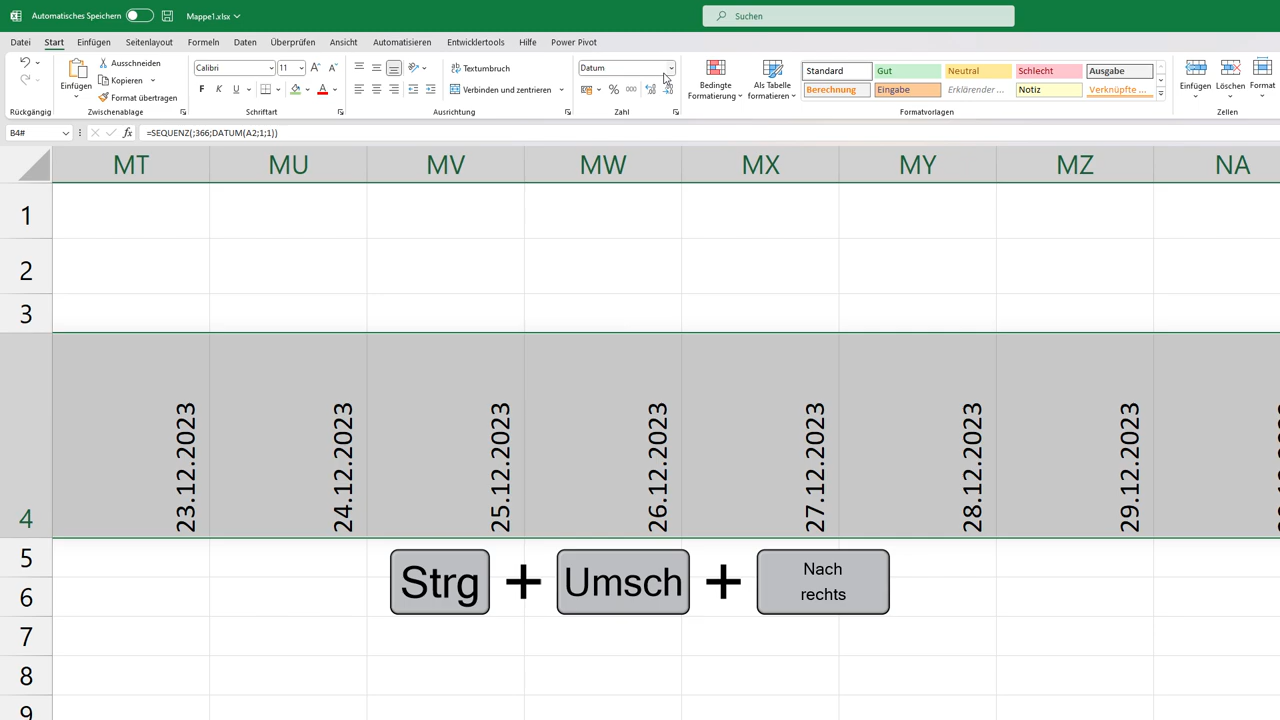 Automatisches Speichern
Mappe1.xlsx
Suchen
Datei Start Einfügen Seitenlayout Formeln Daten Überprüfen Ansicht Automatisieren Entwicklertools Hilfe Power Pivot
Ausschneiden
Kopieren
Einfügen
Format übertragen
Rückgängig
Zwischenablage
Calibri 11
F K U
Schriftart
Textumbruch
Verbinden und zentrieren
Ausrichtung
Datum
Zahl
Bedingte Formatierung
Als Tabelle formatieren
Standard Gut Neutral Schlecht Ausgabe
Berechnung Eingabe Erklärender ... Notiz Verknüpfte ...
Formatvorlagen
Einfügen Löschen Format
Zellen
B4#
fx
=SEQUENZ(;366;DATUM(A2;1;1))
MT MU MV MW MX MY MZ NA
1
2
3
4
23.12.2023 24.12.2023 25.12.2023 26.12.2023 27.12.2023 28.12.2023 29.12.2023
5
6
7
8
9
Strg + Umsch + Nach rechts